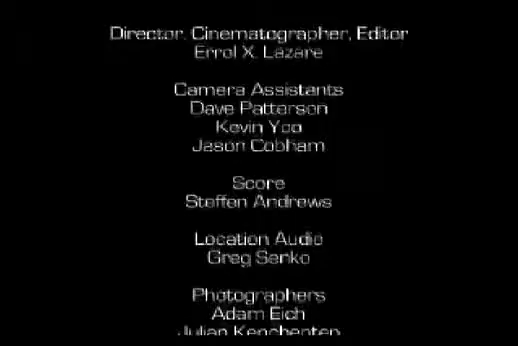 Director, Cinematographer, Editor
Errol X. Lazare
Camera Assistants
Dave Patterson
Kevin Yoo
Jason Cobham
Score
Steffen Andrews
Location Audio
Greg Senko
Photographers
Adam Eich
Julian